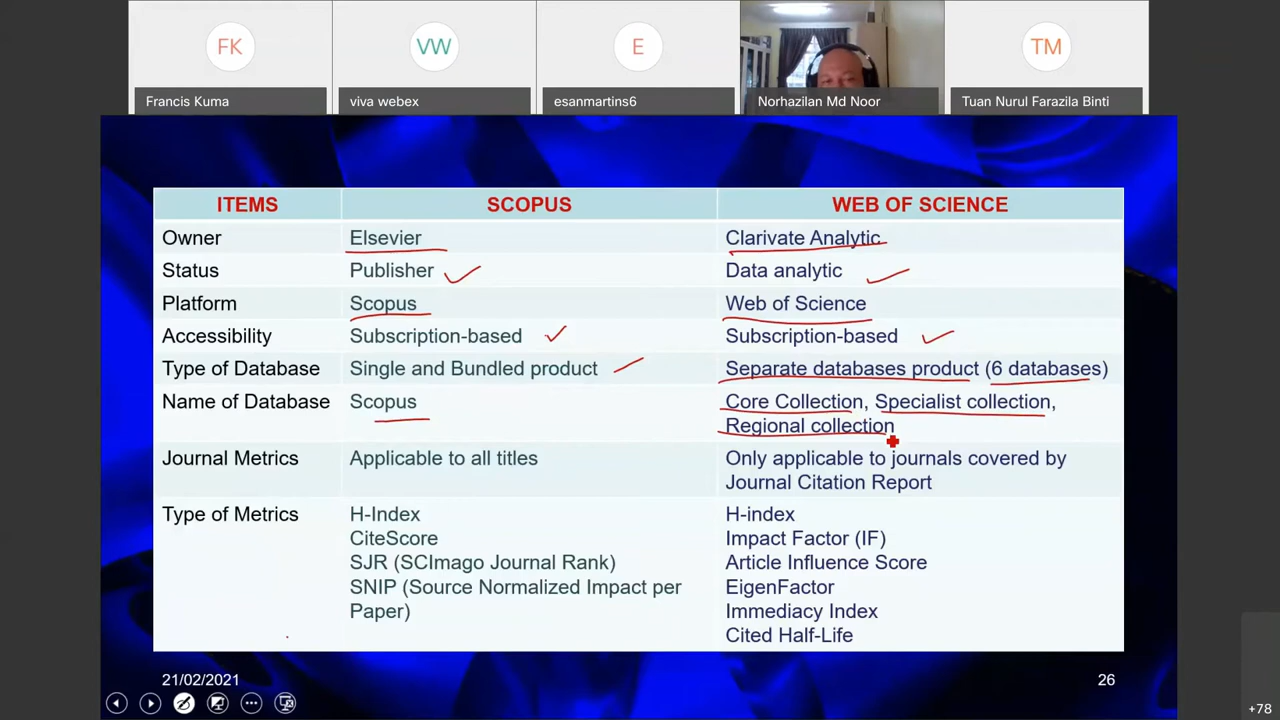 FK
VW
E
TM
Francis Kuma
viva webex
esanmartins6
Norhazilan Md Noor
Tuan Nurul Farazila Binti
ITEMS SCOPUS WEB OF SCIENCE
Owner Elsevier Clarivate Analytic
Status Publisher Data analytic
Platform Scopus Web of Science
Accessibility Subscription-based Subscription-based
Type of Database Single and Bundled product Separate databases product (6 databases)
Name of Database Scopus Core Collection, Specialist collection,
Regional collection
Journal Metrics Applicable to all titles Only applicable to journals covered by
Journal Citation Report
Type of Metrics H-Index H-index
CiteScore Impact Factor (IF)
SJR (SCImago Journal Rank) Article Influence Score
SNIP (Source Normalized Impact per EigenFactor
Paper) Immediacy Index
Cited Half-Life
21/02/2021 26
+78